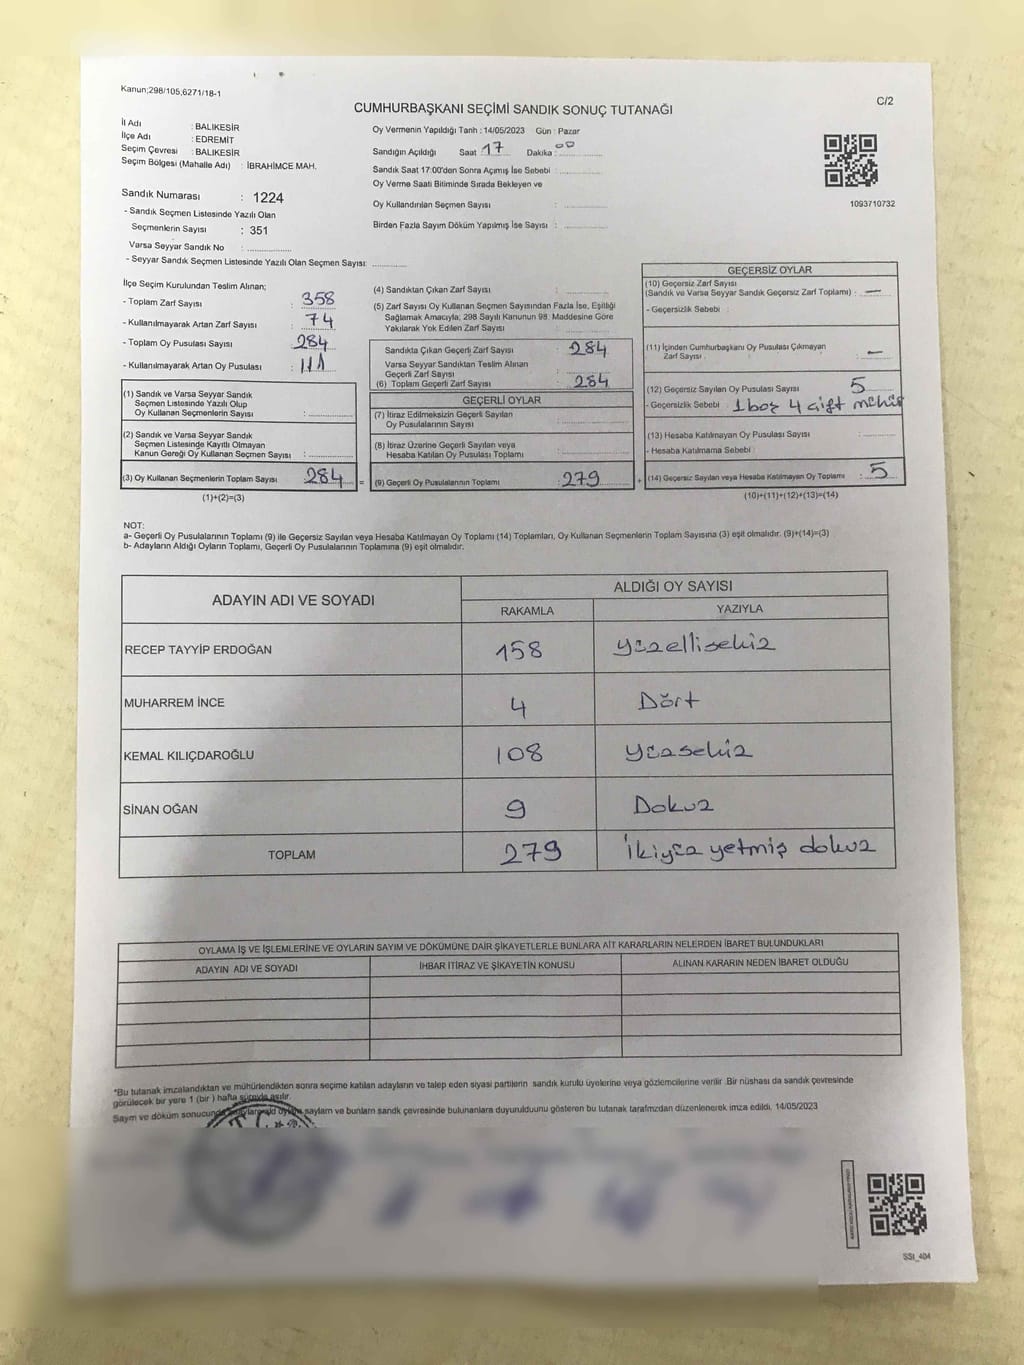 Kanun;298/105,6271/18-1
C/2
CUMHURBAŞKANI SEÇİMİ SANDIK SONUÇ TUTANAĞI
İl Adı : BALIKESİR
İlçe Adı : EDREMİT
Seçim Çevresi : BALIKESİR
Seçim Bölgesi (Mahalle Adı) : İBRAHİMCE MAH.
Sandık Numarası : 1224
- Sandık Seçmen Listesinde Yazılı Olan
Seçmenlerin Sayısı : 351
Varsa Seyyar Sandık No :
- Seyyar Sandık Seçmen Listesinde Yazılı Olan Seçmen Sayısı:
Oy Vermenin Yapıldığı Tarih : 14/05/2023 Gün : Pazar
Sandığın Açıldığı Saat : 17 Dakika : 00
Sandık Saat 17:00'den Sonra Açımış İse Sebebi :
Oy Verme Saati Bitiminde Sırada Bekleyen ve
Oy Kullandırılan Seçmen Sayısı :
Birden Fazla Sayım Döküm Yapılmış İse Sayısı :
1093710732
İlçe Seçim Kurulundan Teslim Alınan;
- Toplam Zarf Sayısı : 358
- Kullanılmayarak Artan Zarf Sayısı : 74
- Toplam Oy Pusulası Sayısı : 284
- Kullanılmayarak Artan Oy Pusulası :
(1) Sandık ve Varsa Seyyar Sandık
Seçmen Listesinde Yazılı Olup
Oy Kullanan Seçmenlerin Sayısı :
(2) Sandık ve Varsa Seyyar Sandık
Seçmen Listesinde Kayıtlı Olmayan
Kanun Gereği Oy Kullanan Seçmen Sayısı :
(3) Oy Kullanan Seçmenlerin Toplam Sayısı : 284 =
(1)+(2)=(3)
(4) Sandıktan Çıkan Zarf Sayısı :
(5) Zarf Sayısı Oy Kullanan Seçmen Sayısından Fazla İse, Eşitliği
Sağlamak Amacıyla; 298 Sayılı Kanunun 98. Maddesine Göre
Yakılarak Yok Edilen Zarf Sayısı :
Sandıkta Çıkan Geçerli Zarf Sayısı : 284
Varsa Seyyar Sandıktan Teslim Alınan
Geçerli Zarf Sayısı :
(6) Toplam Geçerli Zarf Sayısı : 284
GEÇERLİ OYLAR
(7) İtiraz Edilmeksizin Geçerli Sayılan
Oy Pusulalarının Sayısı :
(8) İtiraz Üzerine Geçerli Sayılan veya
Hesaba Katılan Oy Pusulası Toplamı :
(9) Geçerli Oy Pusulalarının Toplamı : 279 +
GEÇERSİZ OYLAR
(10) Geçersiz Zarf Sayısı
(Sandık ve Varsa Seyyar Sandık Geçersiz Zarf Toplamı) : —
- Geçersizlik Sebebi :
(11) İçinden Cumhurbaşkanı Oy Pusulası Çıkmayan
Zarf Sayısı : —
(12) Geçersiz Sayılan Oy Pusulası Sayısı : 5
- Geçersizlik Sebebi : 1 boş 4 çift mühür
(13) Hesaba Katılmayan Oy Pusulası Sayısı :
- Hesaba Katılmama Sebebi :
(14) Geçersiz Sayılan veya Hesaba Katılmayan Oy Toplamı : 5
(10)+(11)+(12)+(13)=(14)
NOT:
a- Geçerli Oy Pusulalarının Toplamı (9) ile Geçersiz Sayılan veya Hesaba Katılmayan Oy Toplamı (14) Toplamları, Oy Kullanan Seçmenlerin Toplam Sayısına (3) eşit olmalıdır. (9)+(14)=(3)
b- Adayların Aldığı Oyların Toplamı, Geçerli Oy Pusulalarının Toplamına (9) eşit olmalıdır.
ADAYIN ADI VE SOYADI ALDIĞI OY SAYISI
RAKAMLA YAZIYLA
RECEP TAYYİP ERDOĞAN 158 yüzellisekiz
MUHARREM İNCE 4 Dört
KEMAL KILIÇDAROĞLU 108 yüzsekiz
SİNAN OĞAN 9 Dokuz
TOPLAM 279 ikiyüz yetmiş dokuz
OYLAMA İŞ VE İŞLEMLERİNE VE OYLARIN SAYIM VE DÖKÜMÜNE DAİR ŞİKAYETLERLE BUNLARA AİT KARARLARIN NELERDEN İBARET BULUNDUKLARI
ADAYIN ADI VE SOYADI İHBAR İTİRAZ VE ŞİKAYETİN KONUSU ALINAN KARARIN NEDEN İBARET OLDUĞU
*Bu tutanak imzalandıktan ve mühürlendikten sonra seçime katılan adayların ve talep eden siyasi partilerin sandık kurulu üyelerine veya gözlemcilerine verilir .Bir nüshası da sandık çevresinde
görülecek bir yere 1 (bir ) hafta süreyle asılır.
Sayım ve döküm sonucunda sayılam ve bunların sandk çevresinde bulunanlara duyurulduunu gösteren bu tutanak tarafmzdan düzenlenerek imza edildi. 14/05/2023
T.C.
SSI_404